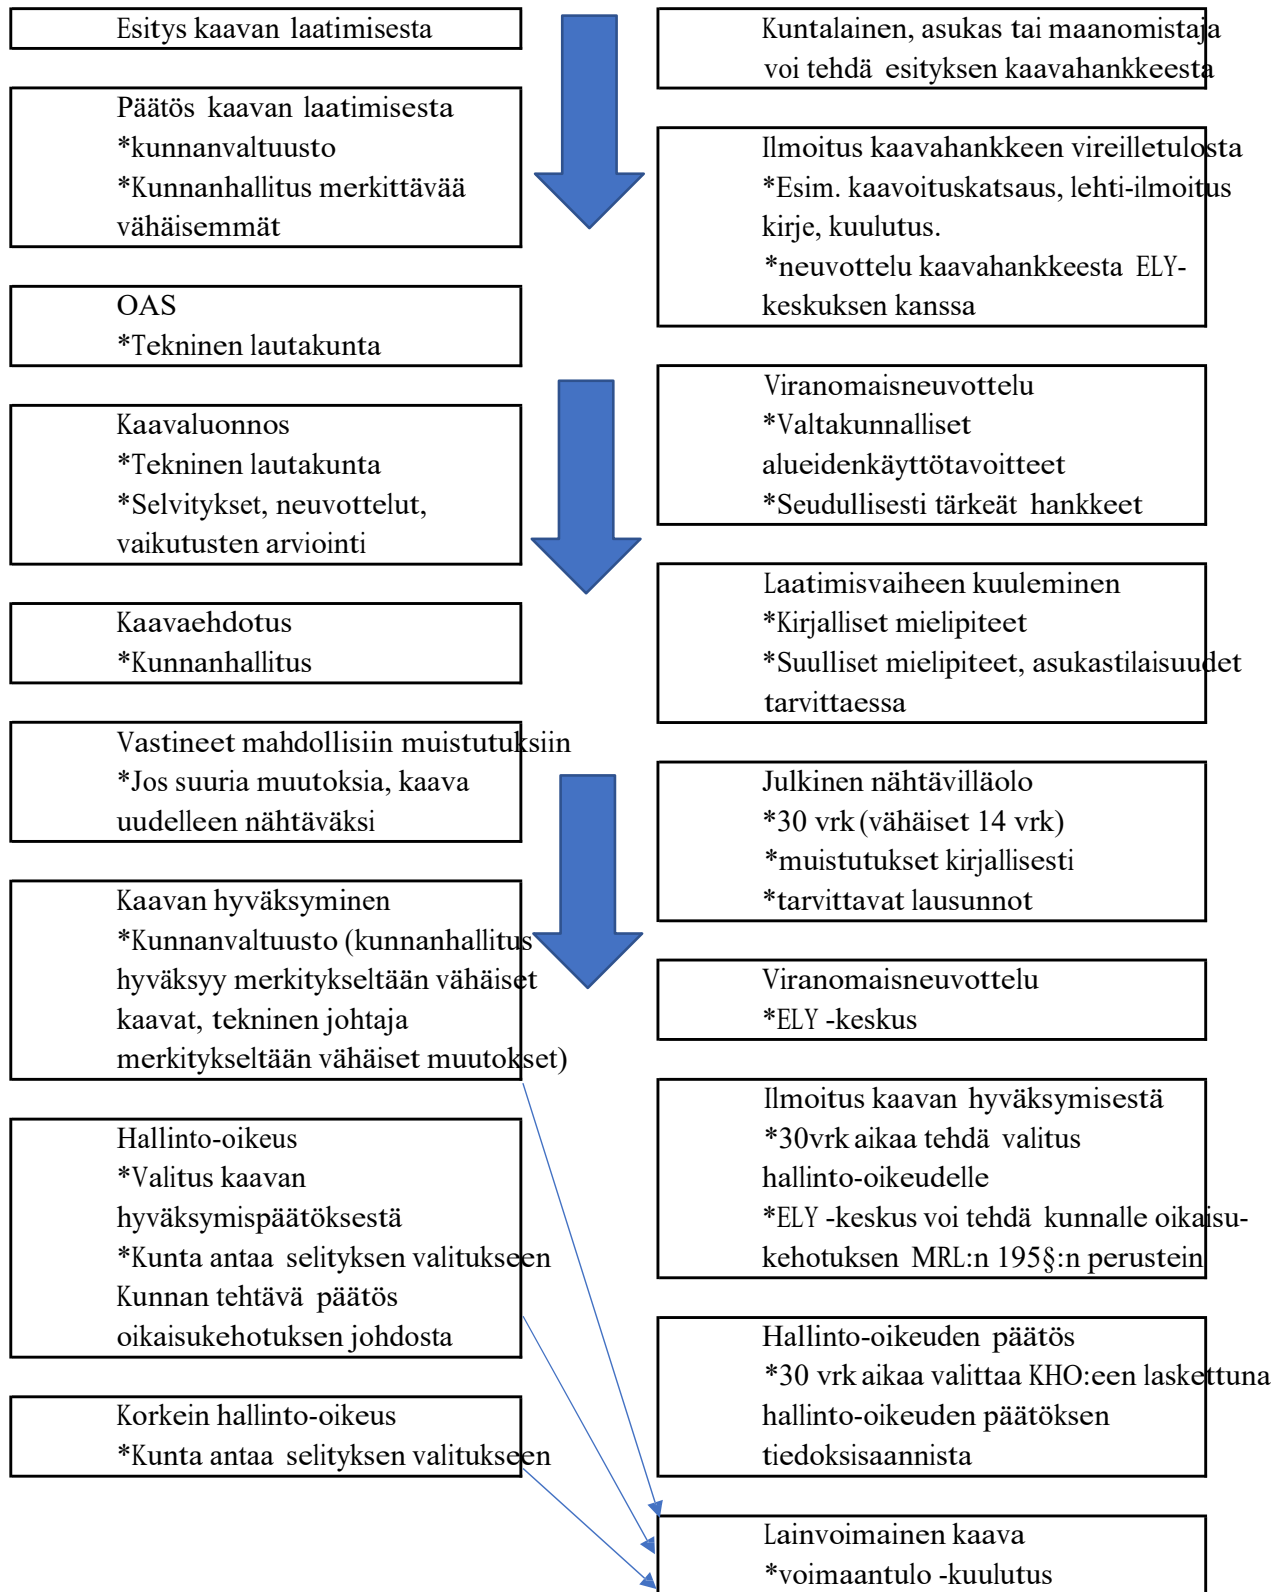 Esitys kaavan laatimisesta
Päätös kaavan laatimisesta
*kunnanvaltuusto
*Kunnanhallitus merkittävää
vähäisemmät
OAS
*Tekninen lautakunta
Kaavaluonnos
*Tekninen lautakunta
*Selvitykset, neuvottelut,
vaikutusten arviointi
Kaavaehdotus
*Kunnanhallitus
Vastineet mahdollisiin muistutuksiin
*Jos suuria muutoksia, kaava
uudelleen nähtäväksi
Kaavan hyväksyminen
*Kunnanvaltuusto (kunnanhallitus
hyväksyy merkitykseltään vähäiset
kaavat, tekninen johtaja
merkitykseltään vähäiset muutokset)
Hallinto-oikeus
*Valitus kaavan
hyväksymispäätöksestä
*Kunta antaa selityksen valitukseen
Kunnan tehtävä päätös
oikaisukehotuksen johdosta
Korkein hallinto-oikeus
*Kunta antaa selityksen valitukseen
Kuntalainen, asukas tai maanomistaja
voi tehdä esityksen kaavahankkeesta
Ilmoitus kaavahankkeen vireilletulosta
*Esim. kaavoituskatsaus, lehti-ilmoitus
kirje, kuulutus.
*neuvottelu kaavahankkeesta ELY-
keskuksen kanssa
Viranomaisneuvottelu
*Valtakunnalliset
alueidenkäyttötavoitteet
*Seudullisesti tärkeät hankkeet
Laatimisvaiheen kuuleminen
*Kirjalliset mielipiteet
*Suulliset mielipiteet, asukastilaisuudet
tarvittaessa
Julkinen nähtävilläolo
*30 vrk (vähäiset 14 vrk)
*muistutukset kirjallisesti
*tarvittavat lausunnot
Viranomaisneuvottelu
*ELY -keskus
Ilmoitus kaavan hyväksymisestä
*30vrk aikaa tehdä valitus
hallinto-oikeudelle
*ELY -keskus voi tehdä kunnalle oikaisu-
kehotuksen MRL:n 195§:n perustein
Hallinto-oikeuden päätös
*30 vrk aikaa valittaa KHO:een laskettuna
hallinto-oikeuden päätöksen
tiedoksisaannista
Lainvoimainen kaava
*voimaantulo -kuulutus